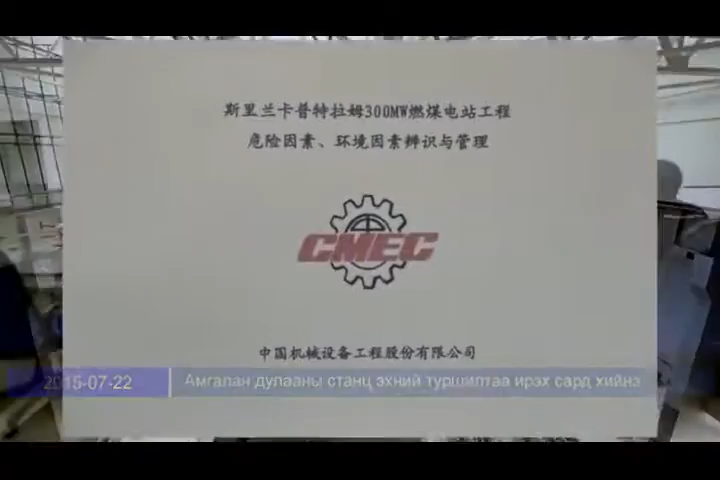 斯里兰卡普特拉姆300MW燃煤电站工程
危险因素、环境因素辨识与管理
CMEC
中国机械设备工程股份有限公司
2015-07-22
Амгалан дулааны станц эхний туршилтаа ирэх сард хийнэ